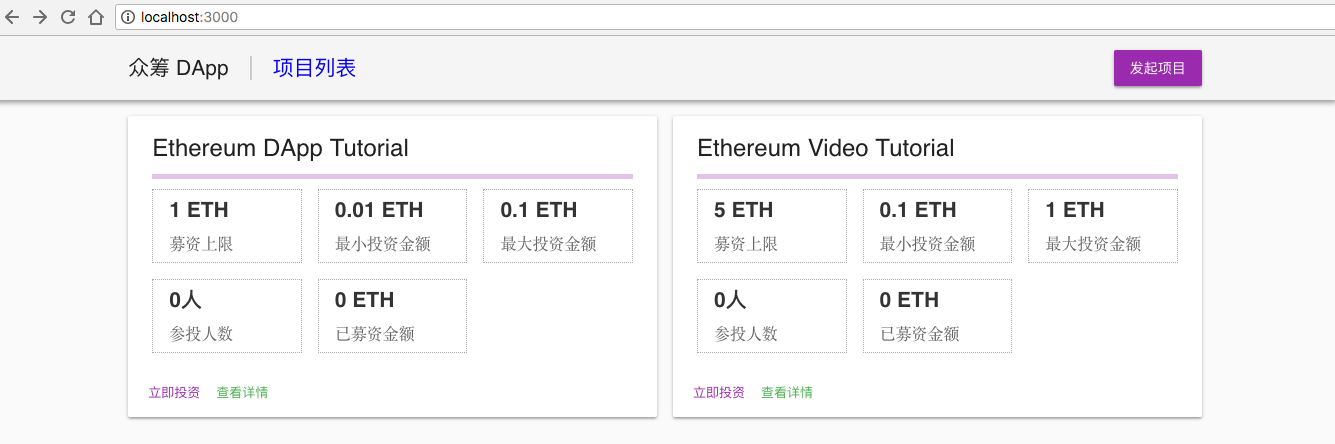 localhost:3000
众筹 DApp 项目列表 发起项目
Ethereum DApp Tutorial
1 ETH 0.01 ETH 0.1 ETH
募资上限 最小投资金额 最大投资金额
0人 0 ETH
参投人数 已募资金额
立即投资 查看详情
Ethereum Video Tutorial
5 ETH 0.1 ETH 1 ETH
募资上限 最小投资金额 最大投资金额
0人 0 ETH
参投人数 已募资金额
立即投资 查看详情